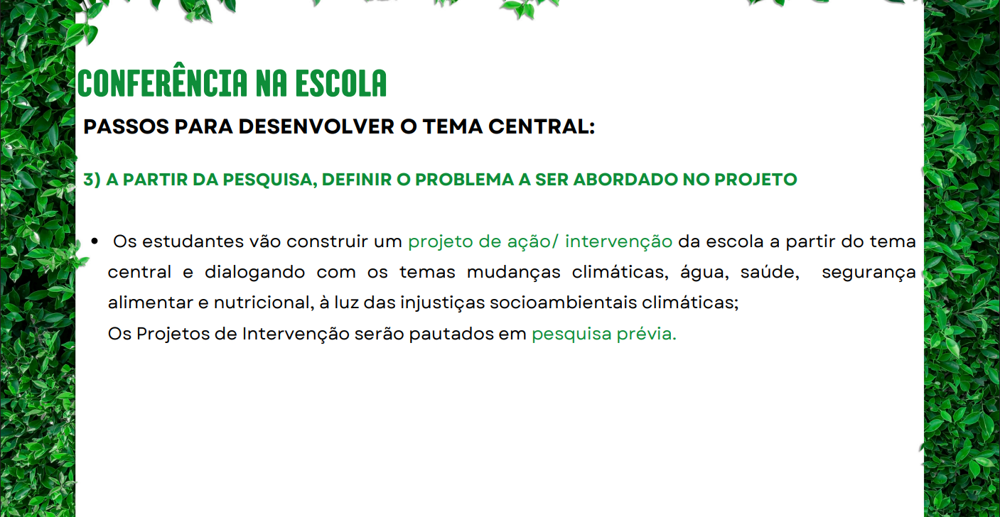 CONFERÊNCIA NA ESCOLA
PASSOS PARA DESENVOLVER O TEMA CENTRAL:
3) A PARTIR DA PESQUISA, DEFINIR O PROBLEMA A SER ABORDADO NO PROJETO
• Os estudantes vão construir um projeto de ação/ intervenção da escola a partir do tema
central e dialogando com os temas mudanças climáticas, água, saúde, segurança
alimentar e nutricional, à luz das injustiças socioambientais climáticas;
Os Projetos de Intervenção serão pautados em pesquisa prévia.